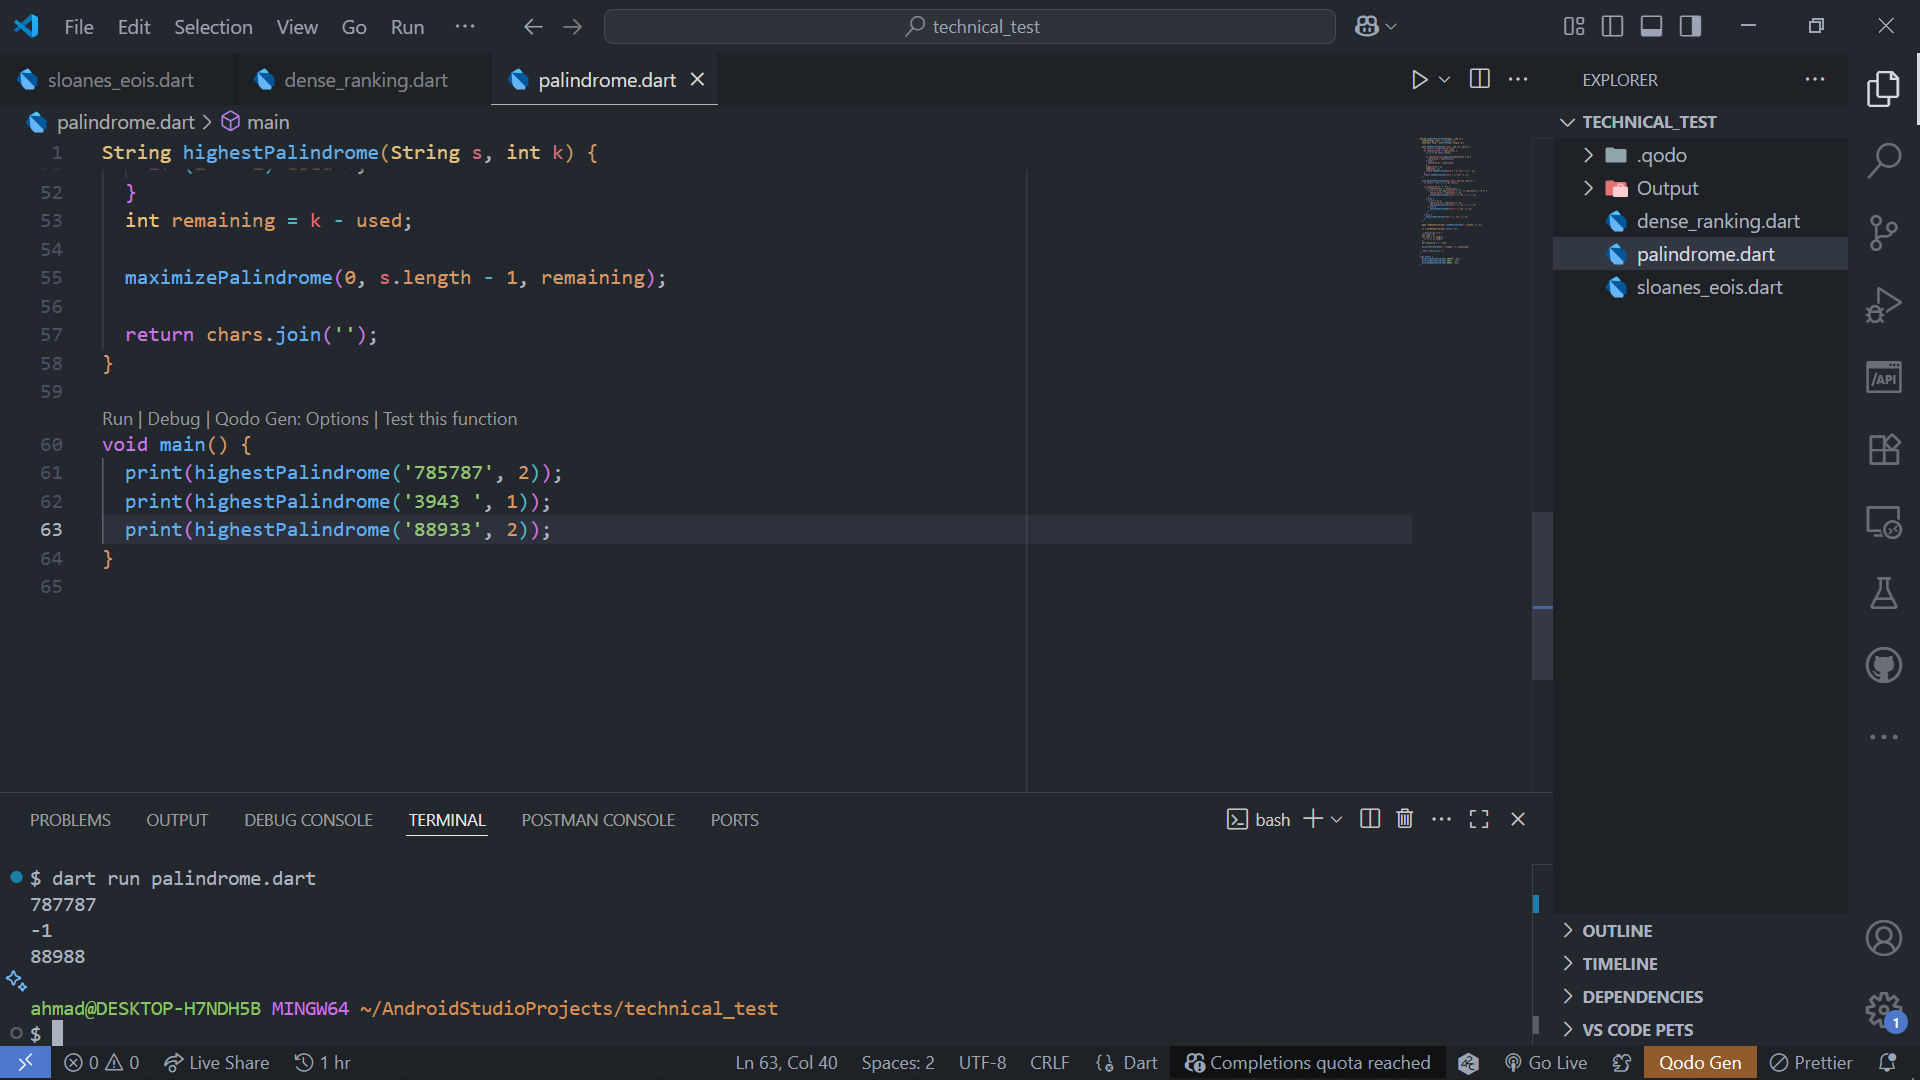 File Edit Selection View Go Run ··· technical_test
sloanes_eois.dart dense_ranking.dart palindrome.dart
palindrome.dart > main
1 String highestPalindrome(String s, int k) {
52 }
53 int remaining = k - used;
54
55 maximizePalindrome(0, s.length - 1, remaining);
56
57 return chars.join('');
58 }
59
Run | Debug | Qodo Gen: Options | Test this function
60 void main() {
61 print(highestPalindrome('785787', 2));
62 print(highestPalindrome('3943 ', 1));
63 print(highestPalindrome('88933', 2));
64 }
65
PROBLEMS OUTPUT DEBUG CONSOLE TERMINAL POSTMAN CONSOLE PORTS bash
$ dart run palindrome.dart
787787
-1
88988
ahmad@DESKTOP-H7NDH5B MINGW64 ~/AndroidStudioProjects/technical_test
$
EXPLORER
TECHNICAL_TEST
.qodo
Output
dense_ranking.dart
palindrome.dart
sloanes_eois.dart
OUTLINE
TIMELINE
DEPENDENCIES
VS CODE PETS
/API
1
0 0 Live Share 1 hr Ln 63, Col 40 Spaces: 2 UTF-8 CRLF {} Dart Completions quota reached Go Live Qodo Gen Prettier